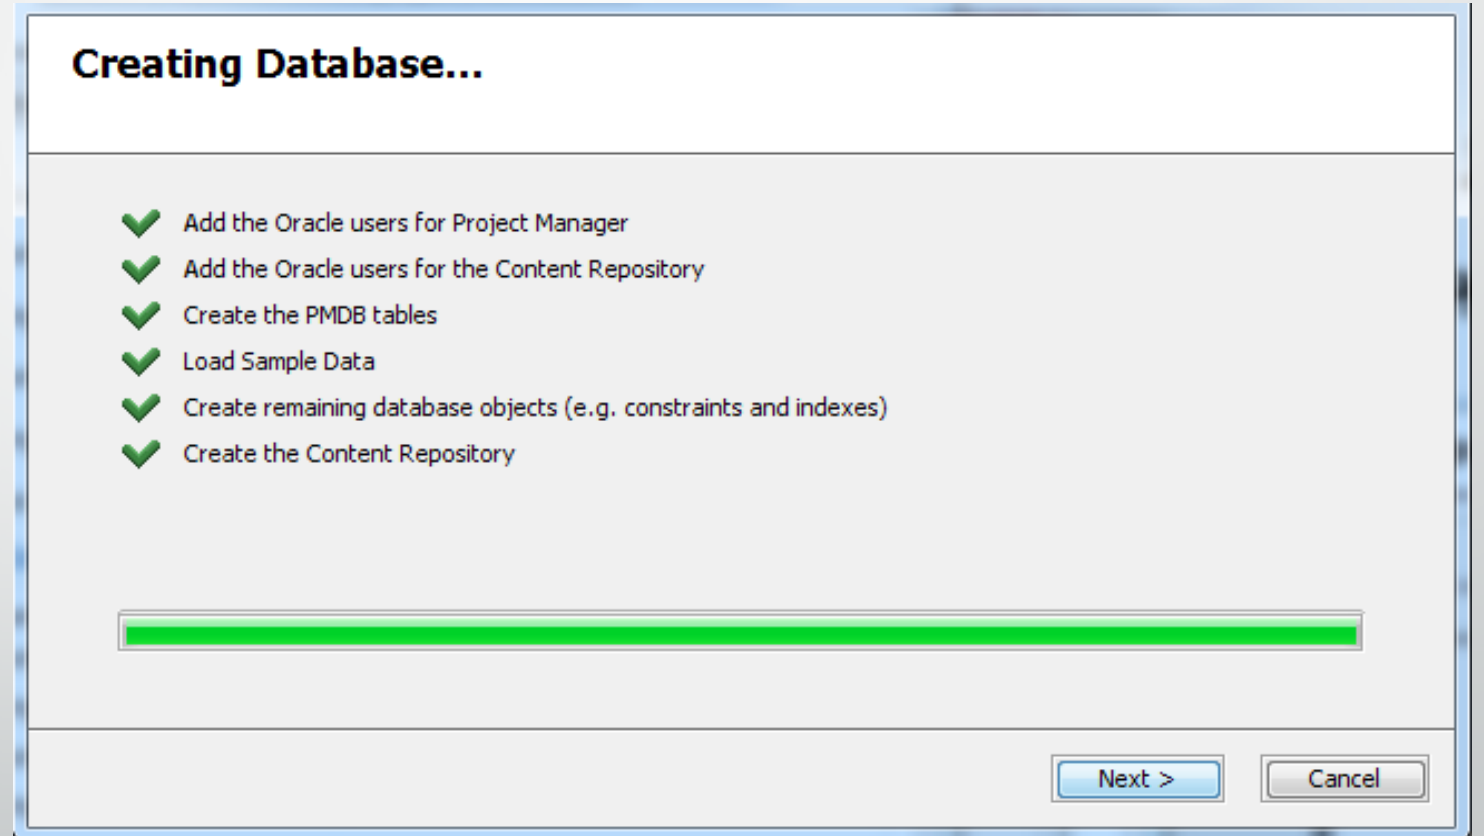 Creating Database...
Add the Oracle users for Project Manager
Add the Oracle users for the Content Repository
Create the PMDB tables
Load Sample Data
Create remaining database objects (e.g. constraints and indexes)
Create the Content Repository
Next >
Cancel